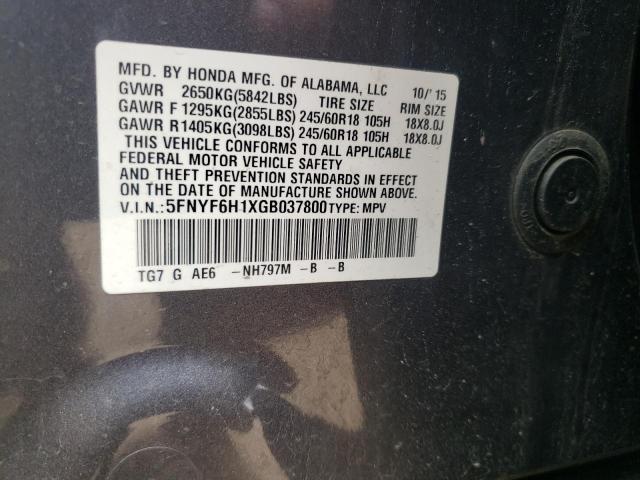 MFD. BY HONDA MFG. OF ALABAMA, LLC 10/'15
GVWR 2650KG(5842LBS) TIRE SIZE RIM SIZE
GAWR F 1295KG(2855LBS) 245/60R18 105H 18X8.0J
GAWR R1405KG(3098LBS) 245/60R18 105H 18X8.0J
THIS VEHICLE CONFORMS TO ALL APPLICABLE
FEDERAL MOTOR VEHICLE SAFETY
AND THEFT PREVENTION STANDARDS IN EFFECT
ON THE DATE OF MANUFACTURE SHOWN ABOVE.
V.I.N.:5FNYF6H1XGB037800 TYPE: MPV
TG7 G AE6 -NH797M -B -B